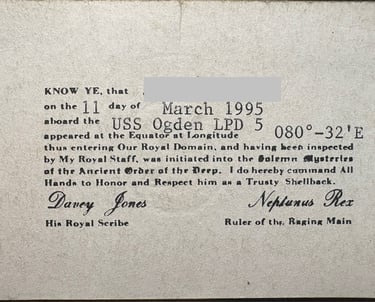 KNOW YE, that
on the 11 day of March 1995
aboard the USS Ogden LPD 5
appeared at the Equator at Longitude 080°-32'E
thus entering Our Royal Domain, and having been inspected
by My Royal Staff, was initiated into the Solemn Mysteries
of the Ancient Order of the Deep. I do hereby command All
Hands to Honor and Respect him as a Trusty Shellback.
Davey Jones Neptunus Rex
His Royal Scribe Ruler of the Raging Main